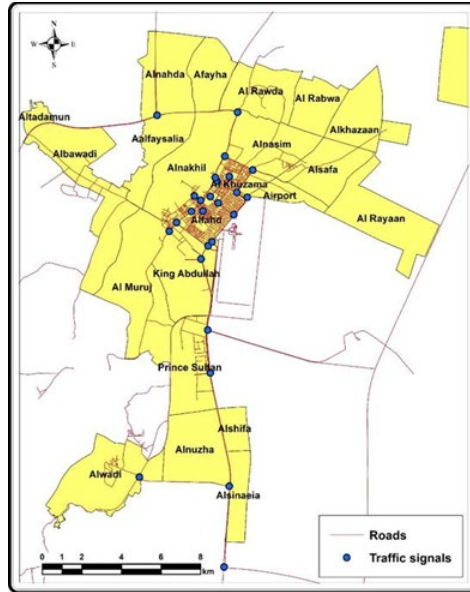 N
W E
S
Alnahda
Afayha
Al Rawda
Al Rabwa
Altadamun
Aalfaysalia
Alkhazaan
Albawadi
Alnasim
Alnakhil
Alsafa
Al Khuzama
Airport
Al Rayaan
Alfahd
King Abdullah
Al Muruj
Prince Sultan
Alshifa
Alnuzha
Alwadi
Alsinaeia
Roads
Traffic signals
0 1 2 4 6 8
km